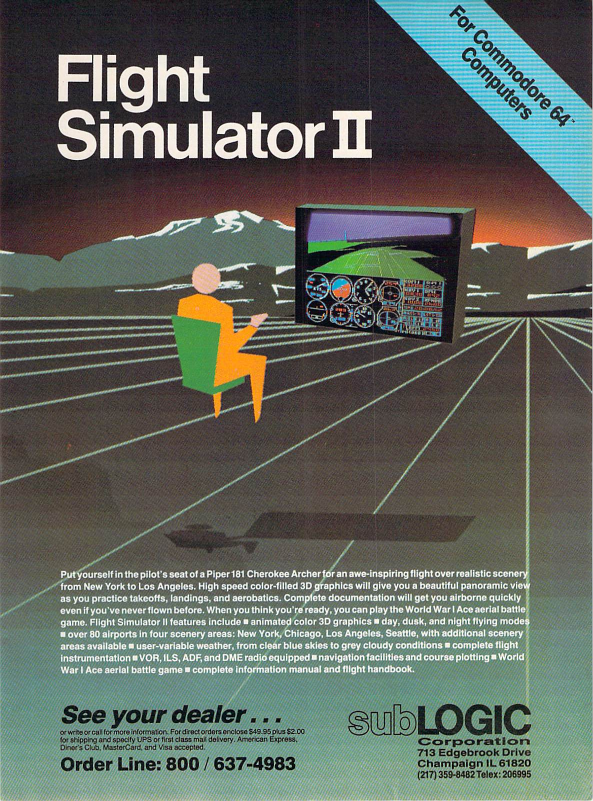 For Commodore 64™
Computers
Flight
Simulator II
Put yourself in the pilot's seat of a Piper 181 Cherokee Archer for an awe-inspiring flight over realistic scenery
from New York to Los Angeles. High speed color-filled 3D graphics will give you a beautiful panoramic view
as you practice takeoffs, landings, and aerobatics. Complete documentation will get you airborne quickly
even if you've never flown before. When you think you're ready, you can play the World War I Ace aerial battle
game. Flight Simulator II features include ■ animated color 3D graphics ■ day, dusk, and night flying modes
■ over 80 airports in four scenery areas: New York, Chicago, Los Angeles, Seattle, with additional scenery
areas available ■ user-variable weather, from clear blue skies to grey cloudy conditions ■ complete flight
instrumentation ■ VOR, ILS, ADF, and DME radio equipped ■ navigation facilities and course plotting ■ World
War I Ace aerial battle game ■ complete information manual and flight handbook.
See your dealer . . .
or write or call for more information. For direct orders enclose $49.95 plus $2.00
for shipping and specify UPS or first class mail delivery. American Express,
Diner's Club, MasterCard, and Visa accepted.
Order Line: 800 / 637-4983
subLOGIC
Corporation
713 Edgebrook Drive
Champaign IL 61820
(217) 359-8482 Telex: 206995